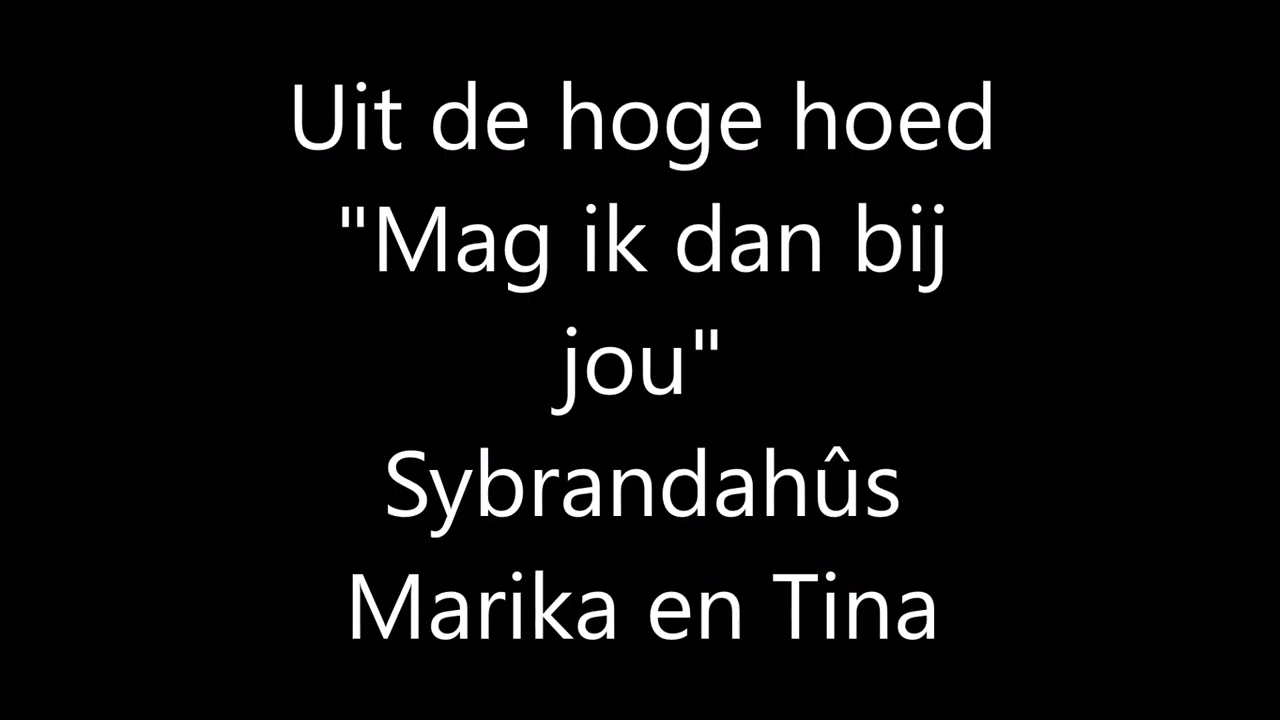 Uit de hoge hoed
"Mag ik dan bij
jou"
Sybrandahûs
Marika en Tina